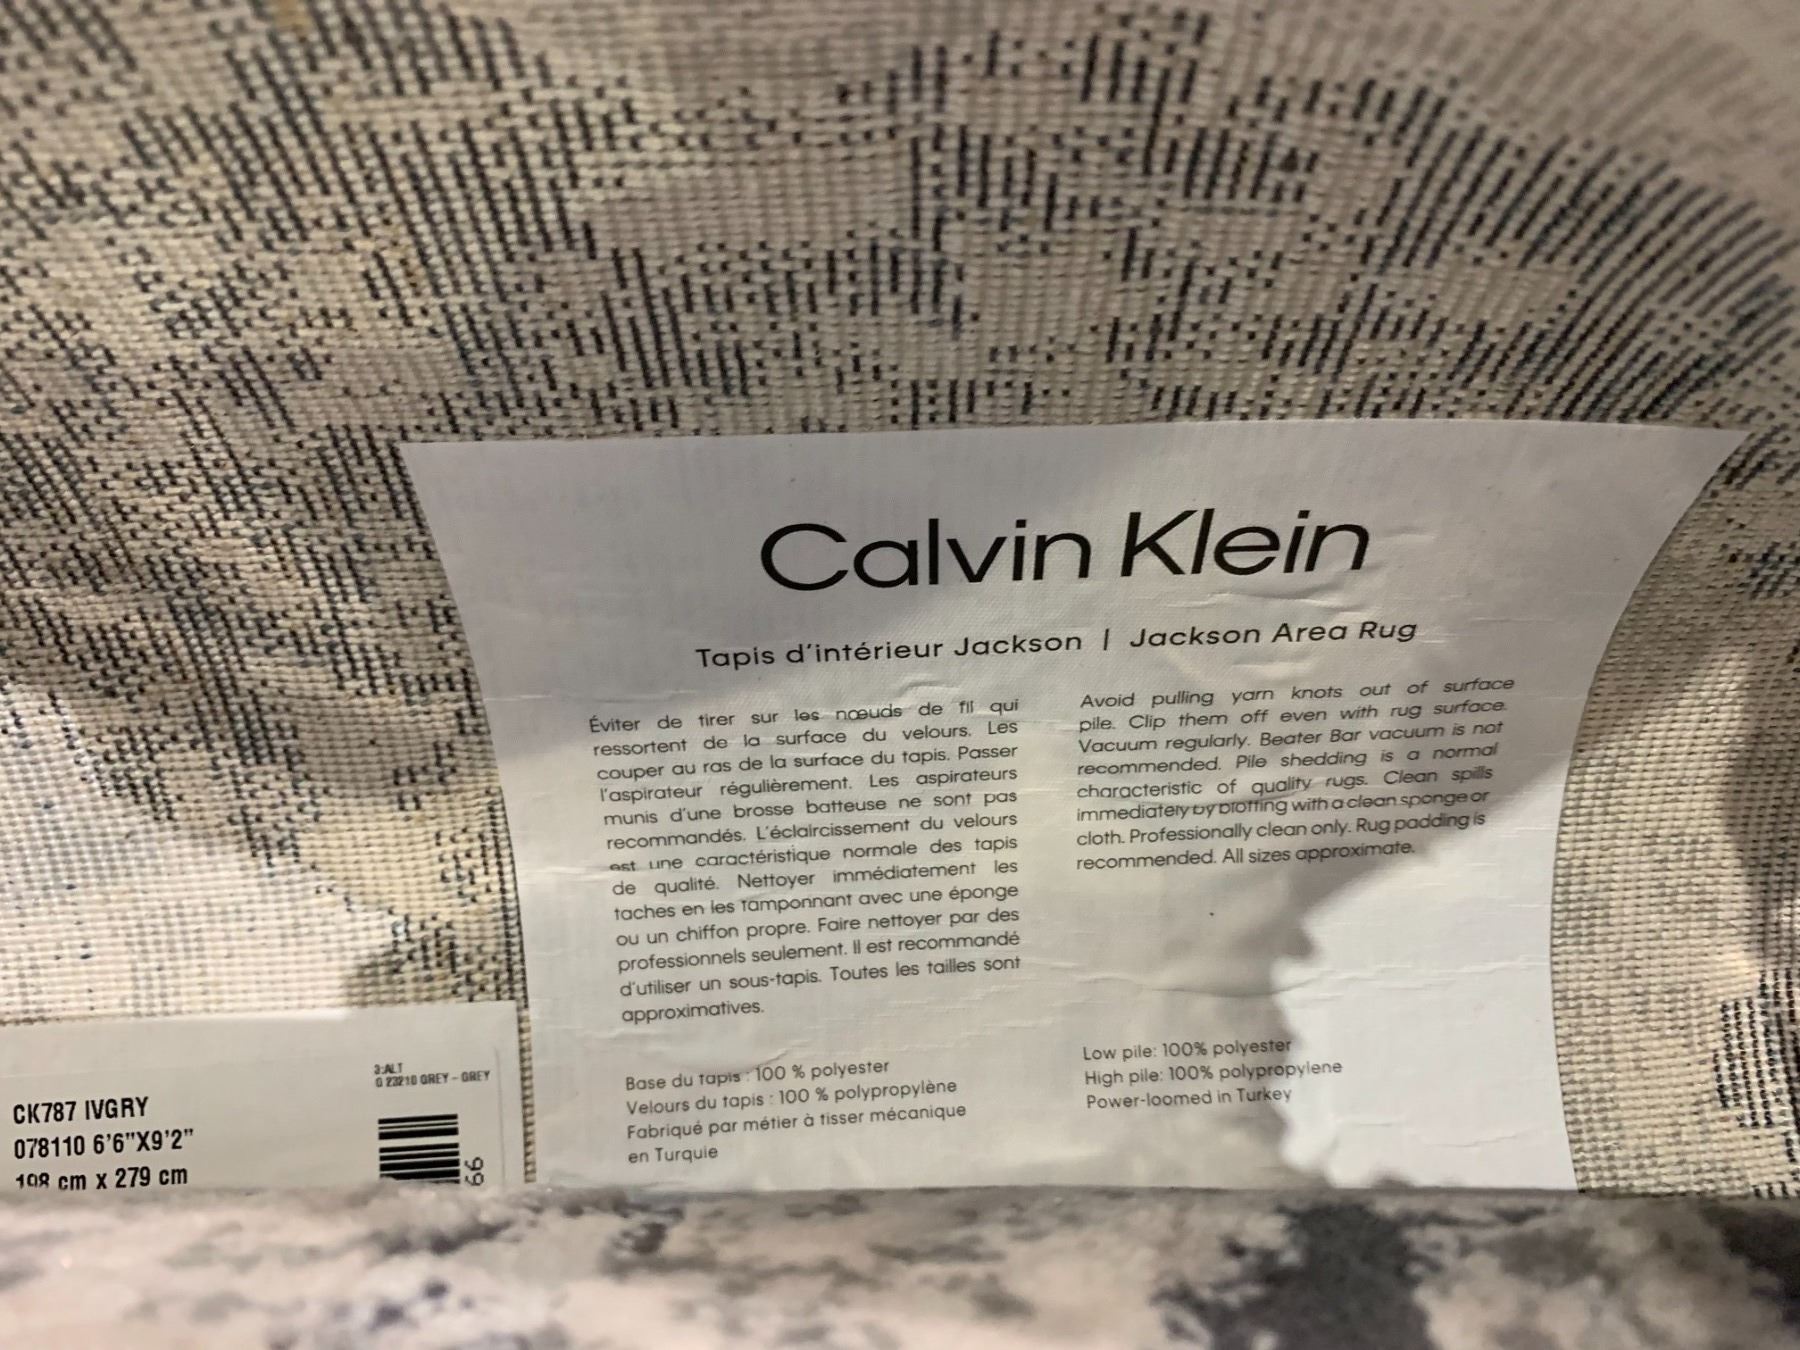 Calvin Klein
Tapis d'intérieur Jackson | Jackson Area Rug
Éviter de tirer sur les nœuds de fil qui
ressortent de la surface du velours. Les
couper au ras de la surface du tapis. Passer
l'aspirateur régulièrement. Les aspirateurs
munis d'une brosse batteuse ne sont pas
recommandés. L'éclaircissement du velours
est une caractéristique normale des tapis
de qualité. Nettoyer immédiatement les
taches en les tamponnant avec une éponge
ou un chiffon propre. Faire nettoyer par des
professionnels seulement. Il est recommandé
d'utiliser un sous-tapis. Toutes les tailles sont
approximatives.
Base du tapis : 100 % polyester
Velours du tapis : 100 % polypropylène
Fabriqué par métier à tisser mécanique
en Turquie
Avoid pulling yarn knots out of surface
pile. Clip them off even with rug surface.
Vacuum regularly. Beater Bar vacuum is not
recommended. Pile shedding is a normal
characteristic of quality rugs. Clean spills
immediately by blotting with a clean sponge or
cloth. Professionally clean only. Rug padding is
recommended. All sizes approximate.
Low pile: 100% polyester
High pile: 100% polypropylene
Power-loomed in Turkey
CK787 IVGRY
078110 6'6"X9'2"
198 cm x 279 cm
3:ALT
0 23210 GREY - GREY
99